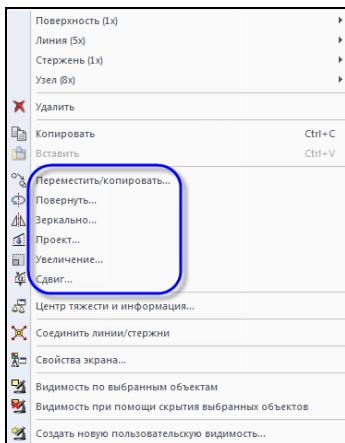 Поверхность (1x)
Линия (5x)
Стержень (1x)
Узел (8x)
Удалить
Копировать Ctrl+C
Вставить Ctrl+V
Переместить/копировать...
Повернуть...
Зеркально...
Проект...
Увеличение...
Сдвиг...
Центр тяжести и информация...
Соединить линии/стержни
Свойства экрана...
Видимость по выбранным объектам
Видимость при помощи скрытия выбранных объектов
Создать новую пользовательскую видимость...